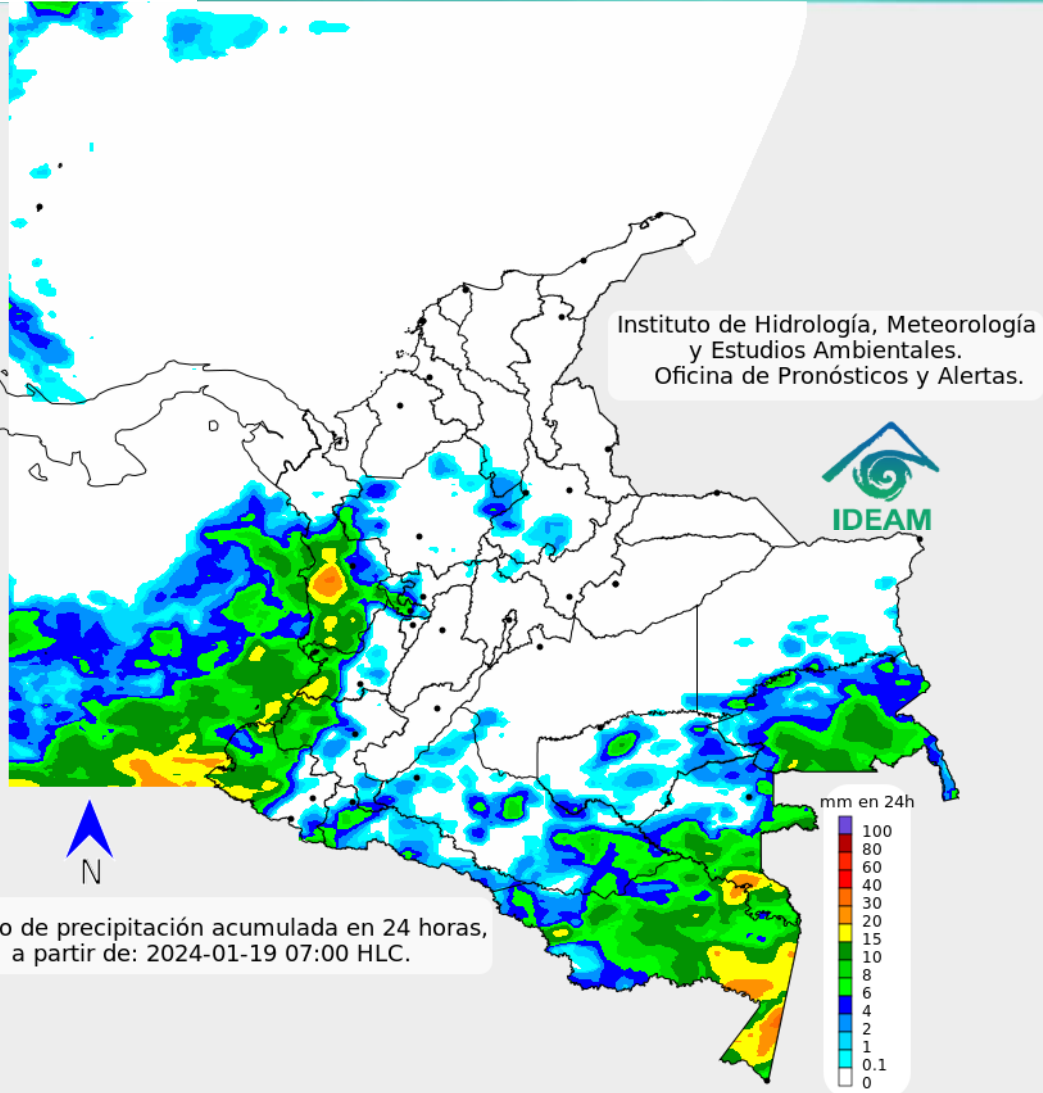 Instituto de Hidrología, Meteorología
y Estudios Ambientales.
Oficina de Pronósticos y Alertas.
IDEAM
mm en 24h
100
80
60
40
30
20
15
10
8
6
4
2
1
0.1
0
N
o de precipitación acumulada en 24 horas,
a partir de: 2024-01-19 07:00 HLC.